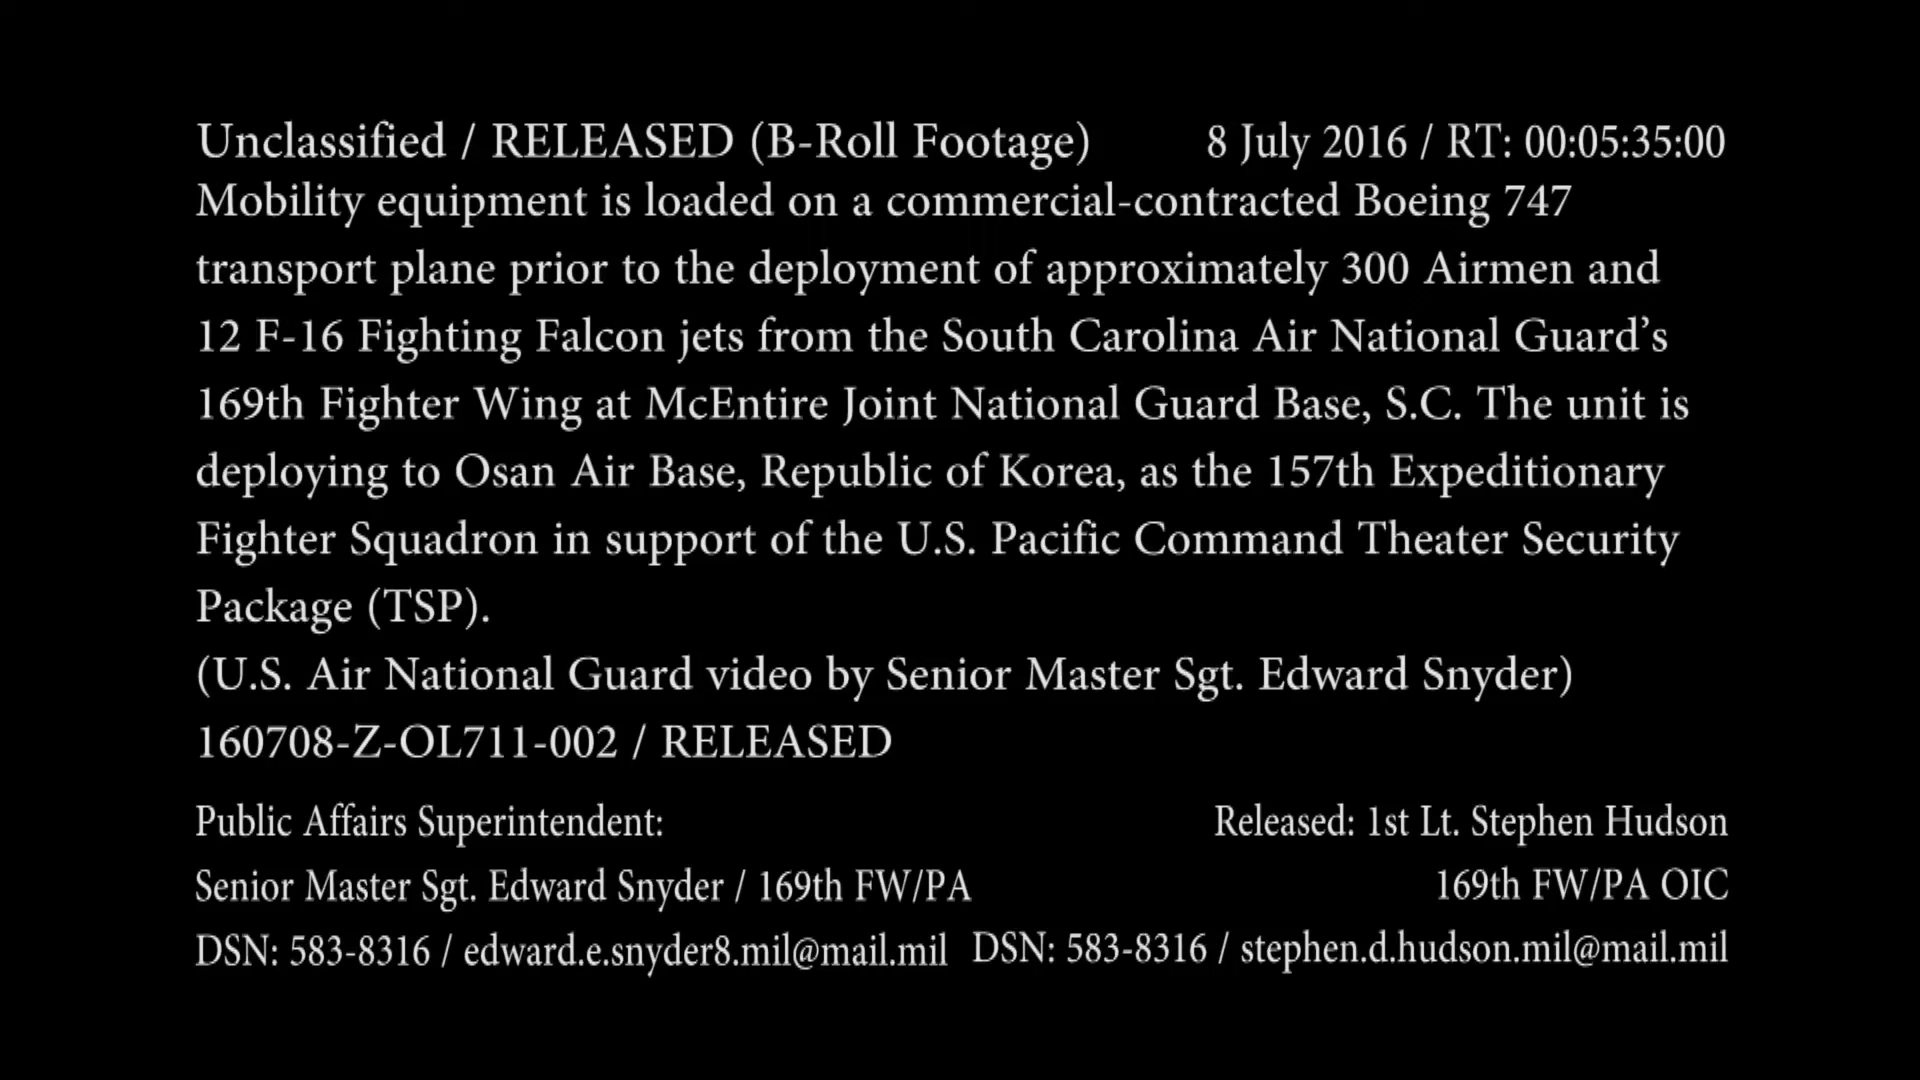 Unclassified / RELEASED (B-Roll Footage) 8 July 2016 / RT: 00:05:35:00
Mobility equipment is loaded on a commercial-contracted Boeing 747
transport plane prior to the deployment of approximately 300 Airmen and
12 F-16 Fighting Falcon jets from the South Carolina Air National Guard’s
169th Fighter Wing at McEntire Joint National Guard Base, S.C. The unit is
deploying to Osan Air Base, Republic of Korea, as the 157th Expeditionary
Fighter Squadron in support of the U.S. Pacific Command Theater Security
Package (TSP).
(U.S. Air National Guard video by Senior Master Sgt. Edward Snyder)
160708-Z-OL711-002 / RELEASED
Public Affairs Superintendent: Released: 1st Lt. Stephen Hudson
Senior Master Sgt. Edward Snyder / 169th FW/PA 169th FW/PA OIC
DSN: 583-8316 / edward.e.snyder8.mil@mail.mil DSN: 583-8316 / stephen.d.hudson.mil@mail.mil